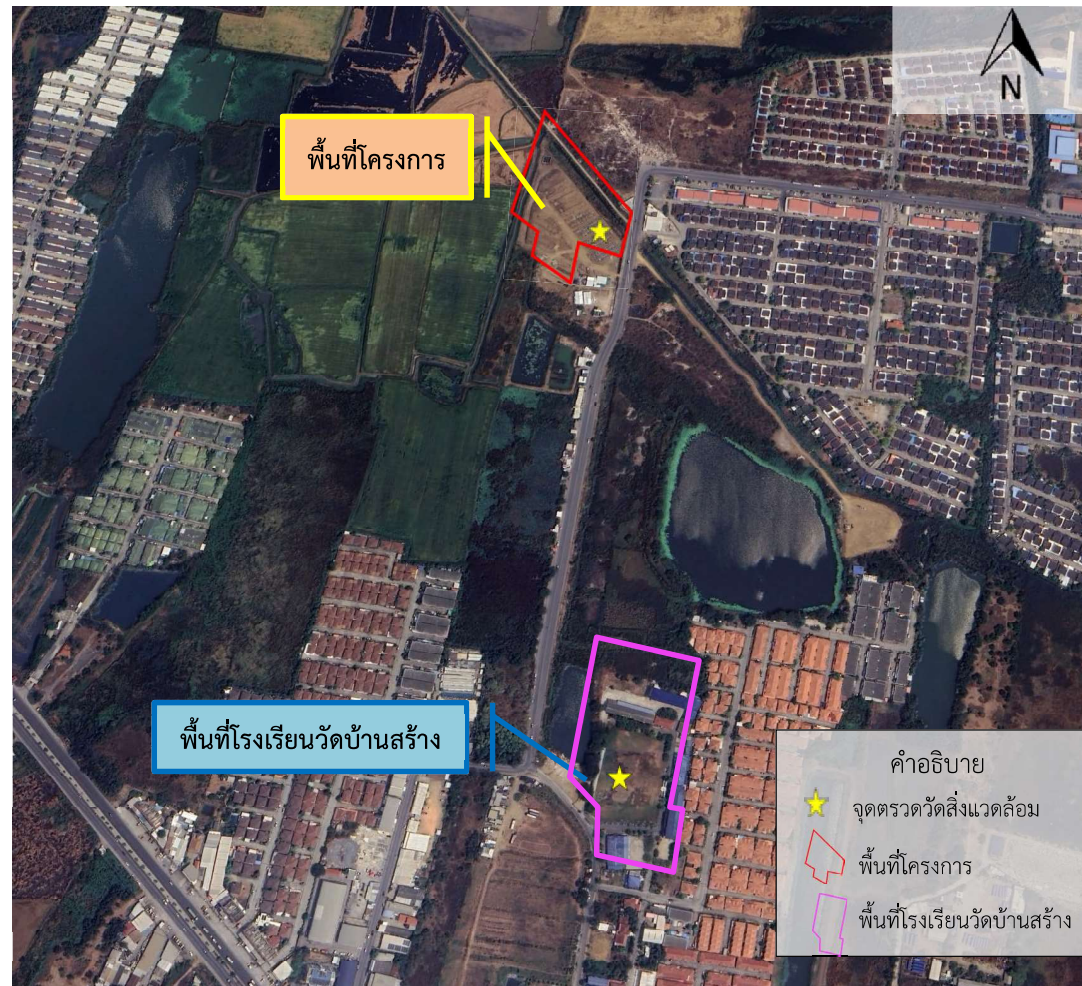 N
พื้นที่โครงการ
พื้นที่โรงเรียนวัดบ้านสร้าง
คำอธิบาย
จุดตรวดวัดสิ่งแวดล้อม
พื้นที่โครงการ
พื้นที่โรงเรียนวัดบ้านสร้าง